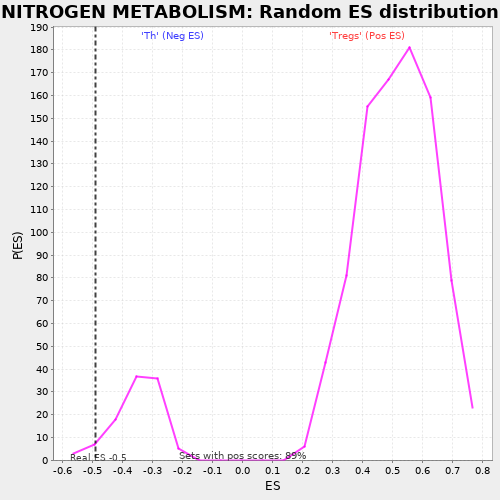 NITROGEN METABOLISM: Random ES distribution
'Th' (Neg ES)
'Tregs' (Pos ES)
190
180
170
160
150
140
130
120
110
100
90
80
70
60
50
40
30
20
10
0
P(ES)
Real ES -0.5
Sets with pos scores: 89%
-0.6 -0.5 -0.4 -0.3 -0.2 -0.1 0.0 0.1 0.2 0.3 0.4 0.5 0.6 0.7 0.8
ES